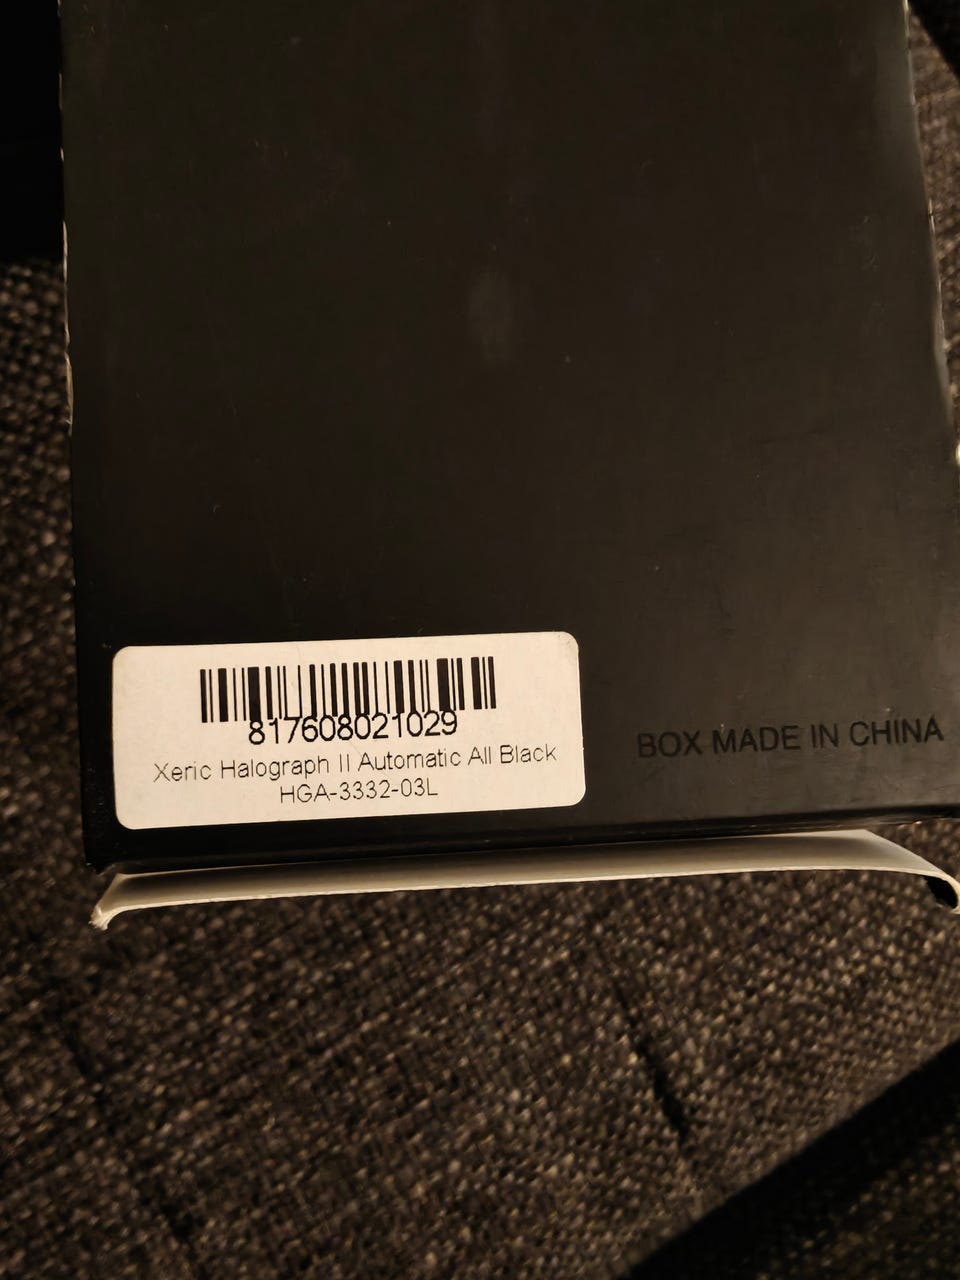 817608021029
Xeric Halograph II Automatic All Black
HGA-3332-03L
BOX MADE IN CHINA